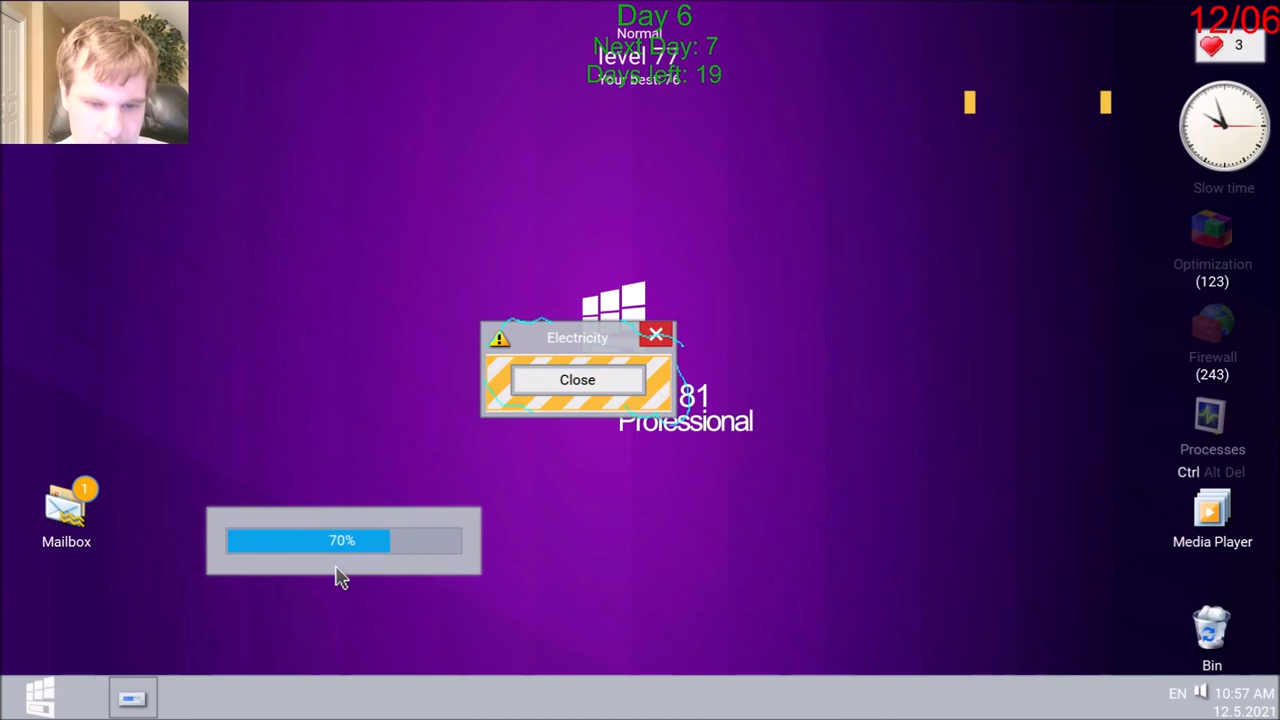 Day 6
Normal
Next Day: 7
level 77
Days left: 19
Your best: 76
12/06
3
Slow time
Optimization
(123)
Firewall
(243)
Processes
Ctrl Alt Del
Media Player
Bin
Electricity
Close
81
Professional
1
Mailbox
70%
EN 10:57 AM
12.5.2021